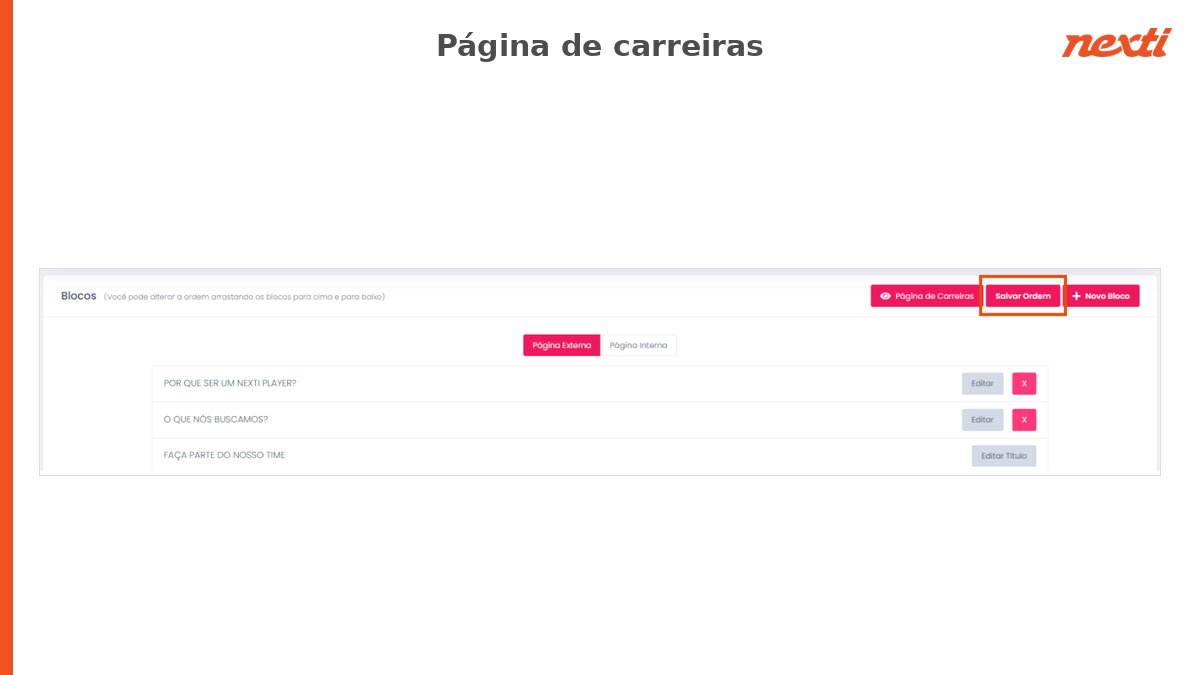 Página de carreiras
nexti
Blocos (Você pode alterar a ordem arrastando os blocos para cima e para baixo)
Página de Carreiras
Salvar Ordem
+ Novo Bloco
Página Externa
Página Interna
POR QUE SER UM NEXTI PLAYER?
Editar
X
O QUE NÓS BUSCAMOS?
Editar
X
FAÇA PARTE DO NOSSO TIME
Editar Título